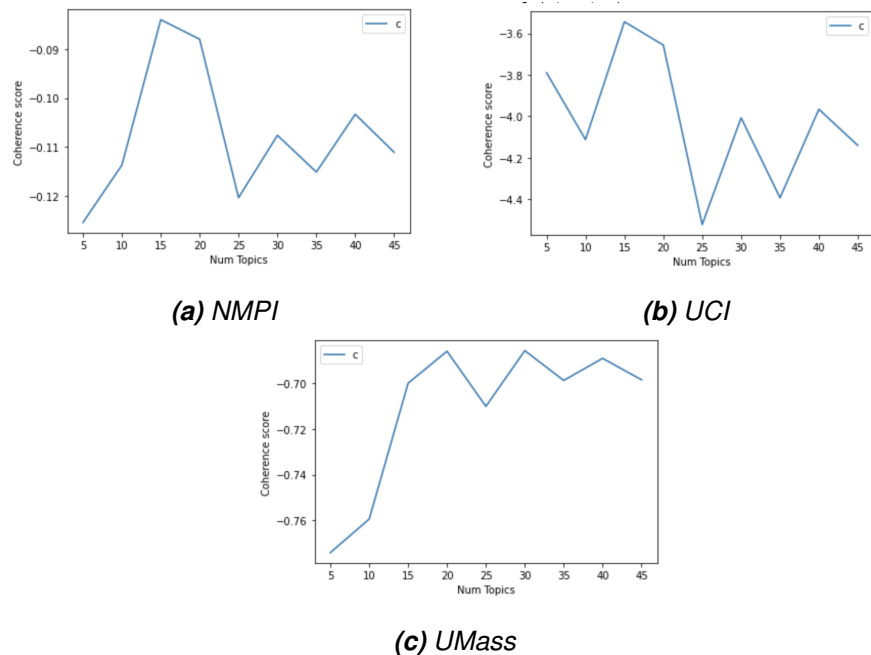 c
−0.09
−0.10
−0.11
−0.12
Coherence score
5 10 15 20 25 30 35 40 45
Num Topics
(a) NMPI
c
−3.6
−3.8
−4.0
−4.2
−4.4
Coherence score
5 10 15 20 25 30 35 40 45
Num Topics
(b) UCI
c
−0.70
−0.72
−0.74
−0.76
Coherence score
5 10 15 20 25 30 35 40 45
Num Topics
(c) UMass